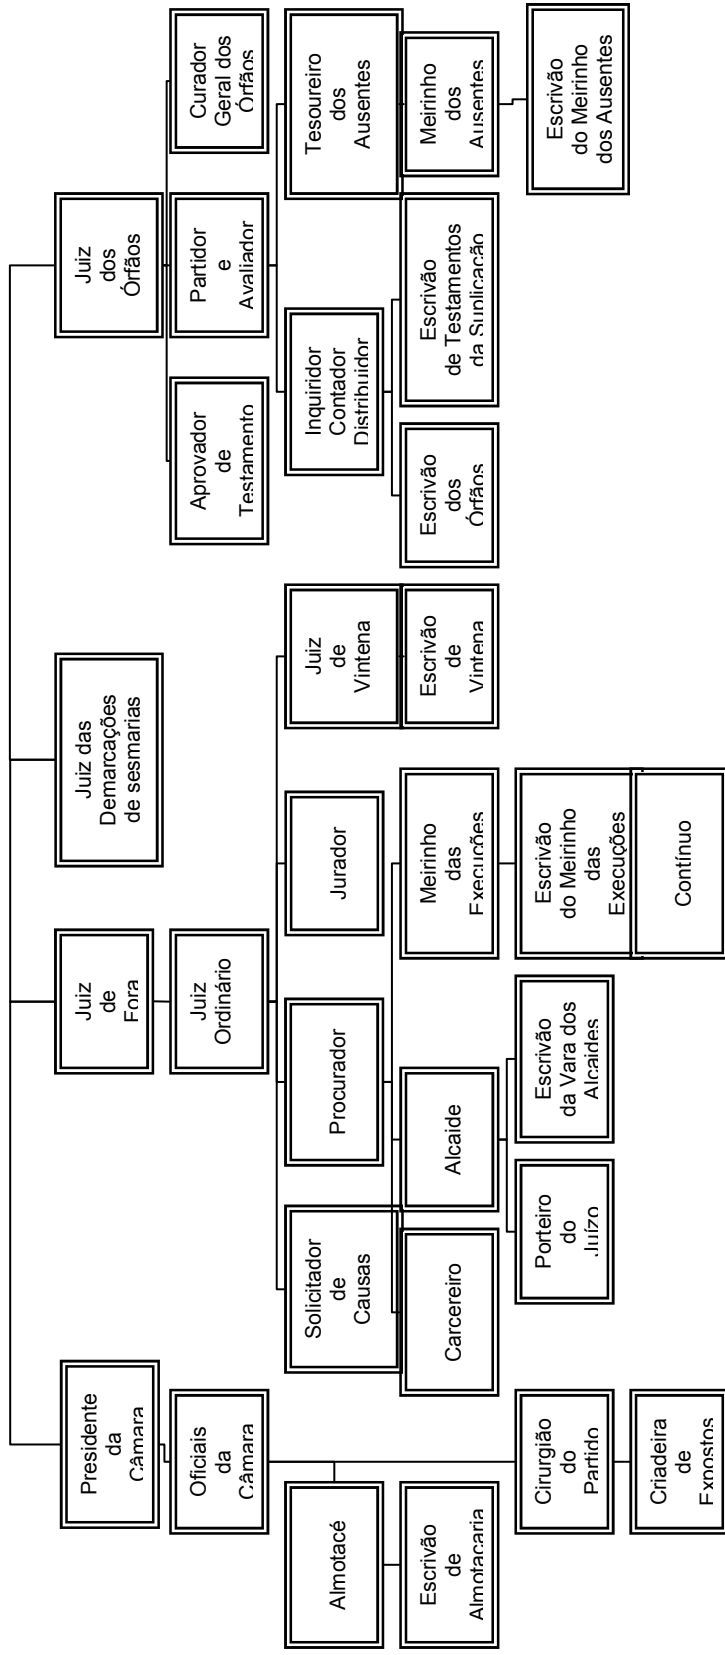 Presidente
da
Câmara
Juiz
de
Fora
Juiz das
Demarcações
de sesmarias
Juiz
dos
Órfãos
Oficiais
da
Câmara
Juiz
Ordinário
Aprovador
de
Testamento
Partidor
e
Avaliador
Curador
Geral dos
Órfãos
Almotacé
Solicitador
de
Causas
Procurador
Jurador
Juiz
de
Vintena
Inquiridor
Contador
Distribuidor
Tesoureiro
dos
Ausentes
Escrivão
de
Almotaçaria
Carcereiro
Alcaide
Meirinho
das
Execuções
Escrivão
de
Vintena
Escrivão
dos
Órfãos
Escrivão
de Testamentos
da Suplicação
Meirinho
dos
Ausentes
Cirurgião
do
Partido
Porteiro
do
Juízo
Escrivão
da Vara dos
Alcaides
Escrivão
do Meirinho
das
Execuções
Escrivão
do Meirinho
dos Ausentes
Criadeira
de
Expostos
Contínuo